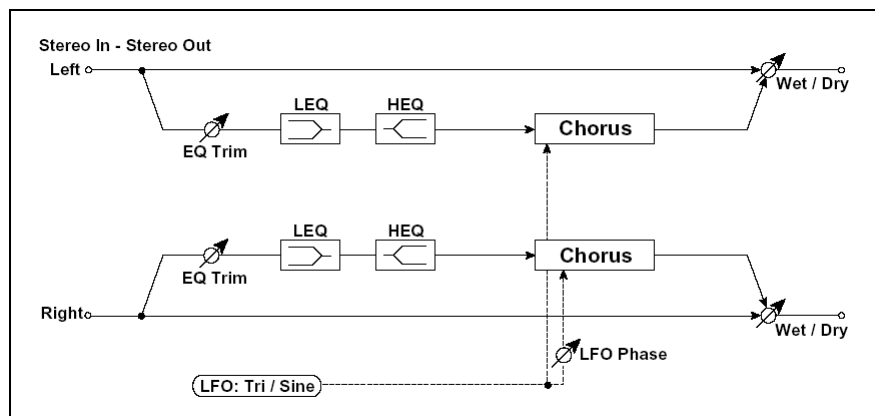 Stereo In - Stereo Out
Left
Wet / Dry
LEQ
HEQ
EQ Trim
Chorus
LEQ
HEQ
EQ Trim
Chorus
Right
Wet / Dry
LFO Phase
LFO: Tri / Sine